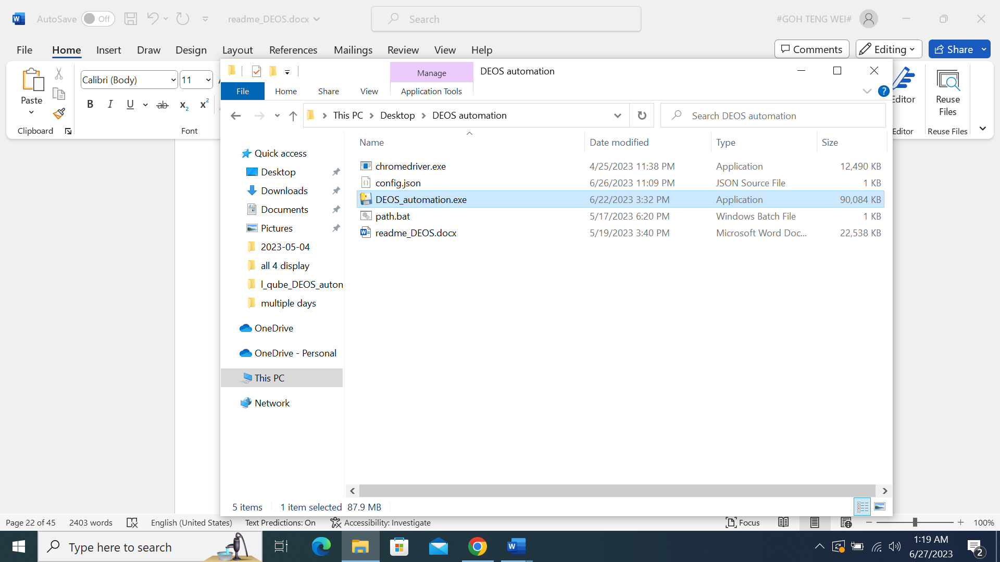 AutoSave Off readme_DEOS.docx Search #GOH TENG WEI#
File Home Insert Draw Design Layout References Mailings Review View Help Comments Editing Share
Calibri (Body) 11
Paste
B I U ab x2 x2
Clipboard Font
Editor Reuse Files
Editor Reuse Files
Manage DEOS automation
File Home Share View Application Tools
This PC Desktop DEOS automation Search DEOS automation
Name Date modified Type Size
Quick access
Desktop
Downloads
Documents
Pictures
2023-05-04
all 4 display
l_qube_DEOS_auton
multiple days
OneDrive
OneDrive - Personal
This PC
Network
chromedriver.exe 4/25/2023 11:38 PM Application 12,490 KB
config.json 6/26/2023 11:09 PM JSON Source File 1 KB
DEOS_automation.exe 6/22/2023 3:32 PM Application 90,084 KB
path.bat 5/17/2023 6:20 PM Windows Batch File 1 KB
readme_DEOS.docx 5/19/2023 3:40 PM Microsoft Word Doc... 22,538 KB
5 items 1 item selected 87.9 MB
Page 22 of 45 2403 words English (United States) Text Predictions: On Accessibility: Investigate Focus 100%
Type here to search
1:19 AM
6/27/2023
2